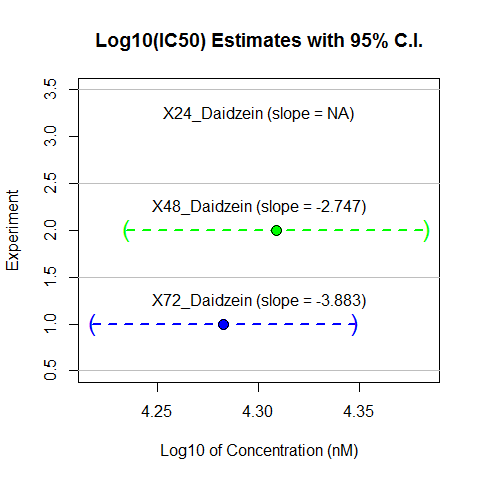 Log10(IC50) Estimates with 95% C.I.
Experiment
3.5
3.0
2.5
2.0
1.5
1.0
0.5
X24_Daidzein (slope = NA)
X48_Daidzein (slope = -2.747)
X72_Daidzein (slope = -3.883)
4.25
4.30
4.35
Log10 of Concentration (nM)